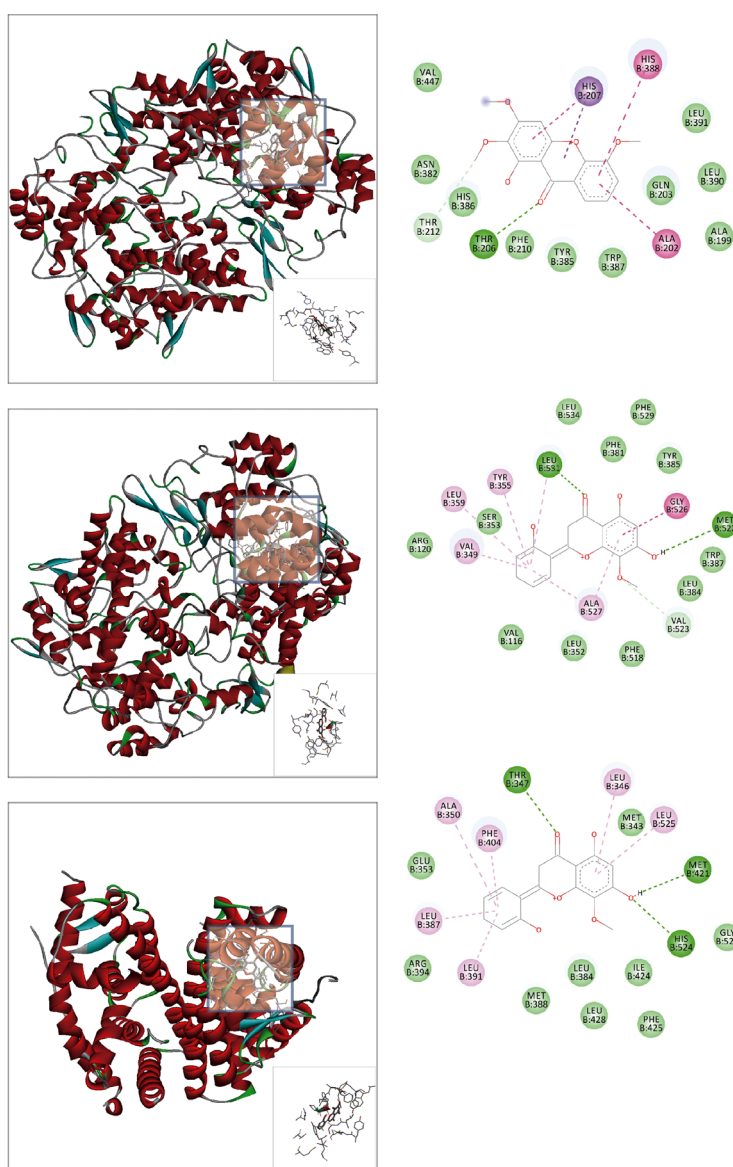 VAL
B:447
HIS
B:207
HIS
B:388
LEU
B:391
ASN
B:382
HIS
B:386
GLN
B:203
LEU
B:390
THR
B:212
THR
B:206
PHE
B:210
TYR
B:385
TRP
B:387
ALA
B:202
ALA
B:199
O
O
O
O
O
O
LEU
B:534
PHE
B:529
PHE
B:381
TYR
B:385
LEU
B:531
TYR
B:355
LEU
B:359
SER
B:353
GLY
B:526
MET
B:522
ARG
B:120
VAL
B:349
TRP
B:387
LEU
B:384
ALA
B:527
VAL
B:523
VAL
B:116
LEU
B:352
PHE
B:518
O
O
O
O
O
H
O
THR
B:347
LEU
B:346
ALA
B:350
MET
B:343
LEU
B:525
PHE
B:404
GLU
B:353
MET
B:421
LEU
B:387
HIS
B:524
ARG
B:394
LEU
B:391
LEU
B:384
ILE
B:424
MET
B:388
LEU
B:428
PHE
B:425
O
O
O
H
O
O
O